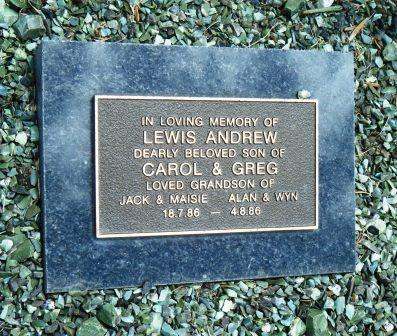 IN LOVING MEMORY OF
LEWIS ANDREW
DEARLY BELOVED SON OF
CAROL & GREG
LOVED GRANDSON OF
JACK & MAISIE ALAN & WYN
18.7.86 — 4.8.86